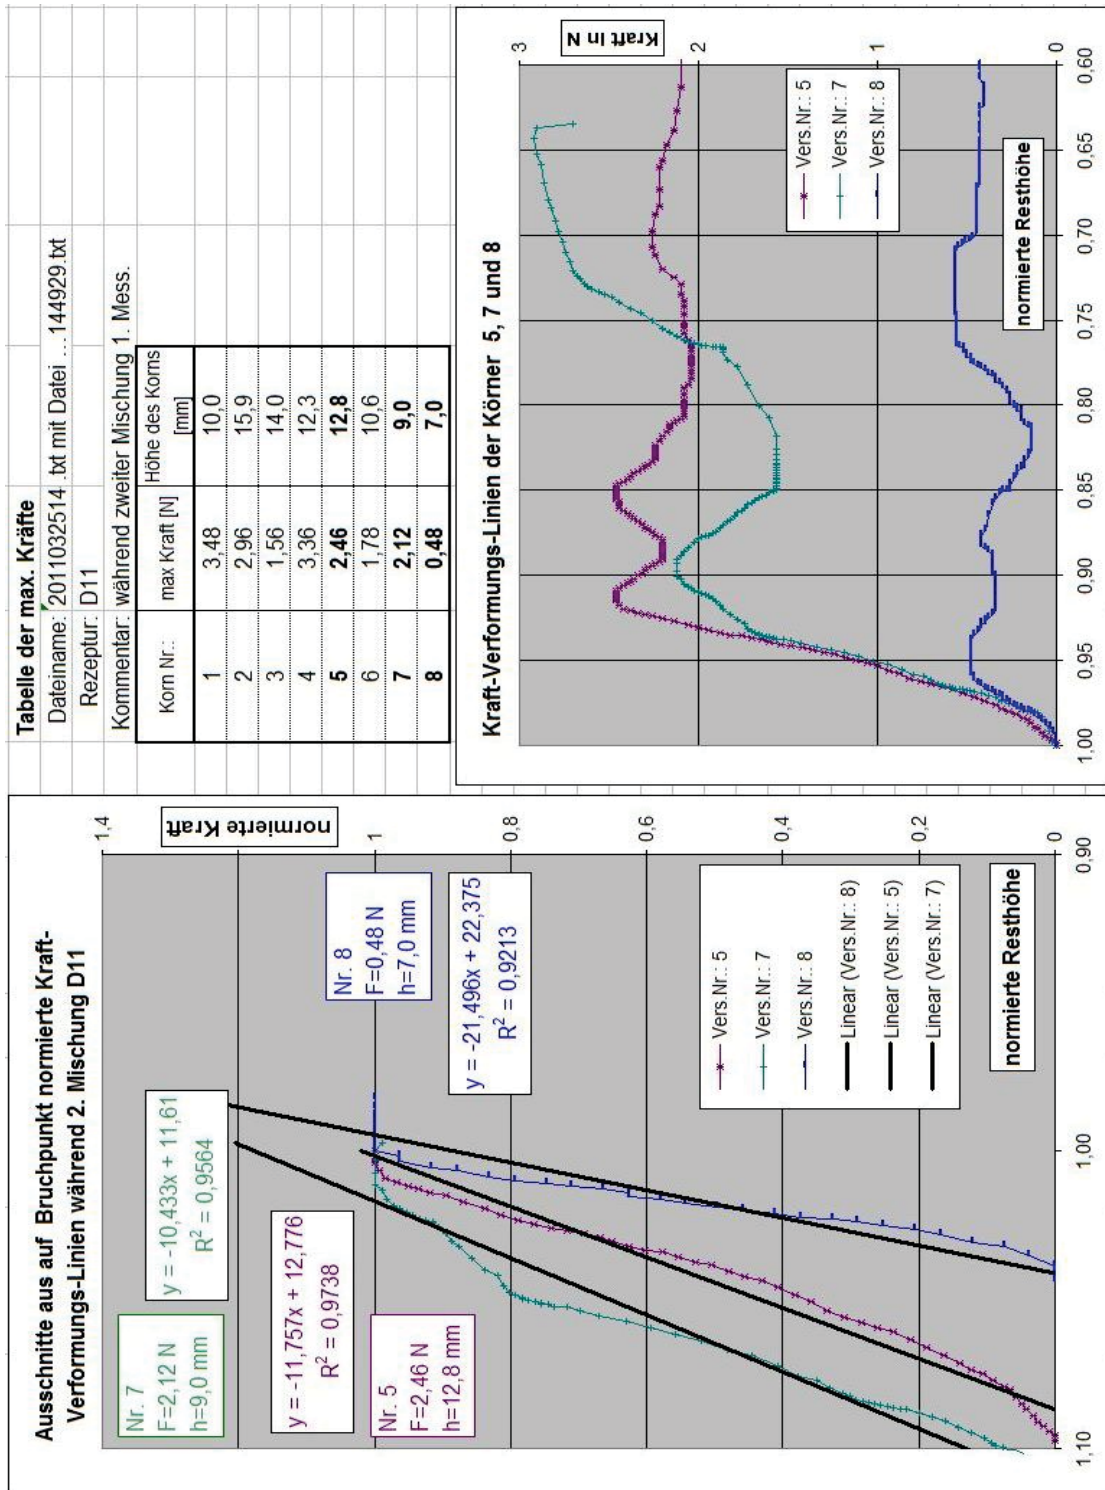 Tabelle der max. Kräfte
Dateiname: 2011032514 .txt mit Datei ...144929.txt
Rezeptur: D11
Kommentar: während zweiter Mischung 1. Mess.
Korn Nr.: max Kraft [N] Höhe des Korns [mm]
1 3,48 10,0
2 2,96 15,9
3 1,56 14,0
4 3,36 12,3
5 2,46 12,8
6 1,78 10,6
7 2,12 9,0
8 0,48 7,0
Ausschnitte aus auf Bruchpunkt normierte Kraft-
Verformungs-Linien während 2. Mischung D11
Nr. 7
F=2,12 N
h=9,0 mm
y = -10,433x + 11,61
R² = 0,9564
y = -11,757x + 12,776
R² = 0,9738
Nr. 5
F=2,46 N
h=12,8 mm
Nr. 8
F=0,48 N
h=7,0 mm
y = -21,496x + 22,375
R² = 0,9213
normierte Kraft
1,4
1
0,8
0,6
0,4
0,2
0
Vers.Nr.: 5
Vers.Nr.: 7
Vers.Nr.: 8
Linear (Vers.Nr.: 8)
Linear (Vers.Nr.: 5)
Linear (Vers.Nr.: 7)
normierte Resthöhe
1,10 1,00 0,90
Kraft-Verformungs-Linien der Körner 5, 7 und 8
Kraft in N
3
2
1
0
Vers.Nr.: 5
Vers.Nr.: 7
Vers.Nr.: 8
normierte Resthöhe
1,00 0,95 0,90 0,85 0,80 0,75 0,70 0,65 0,60